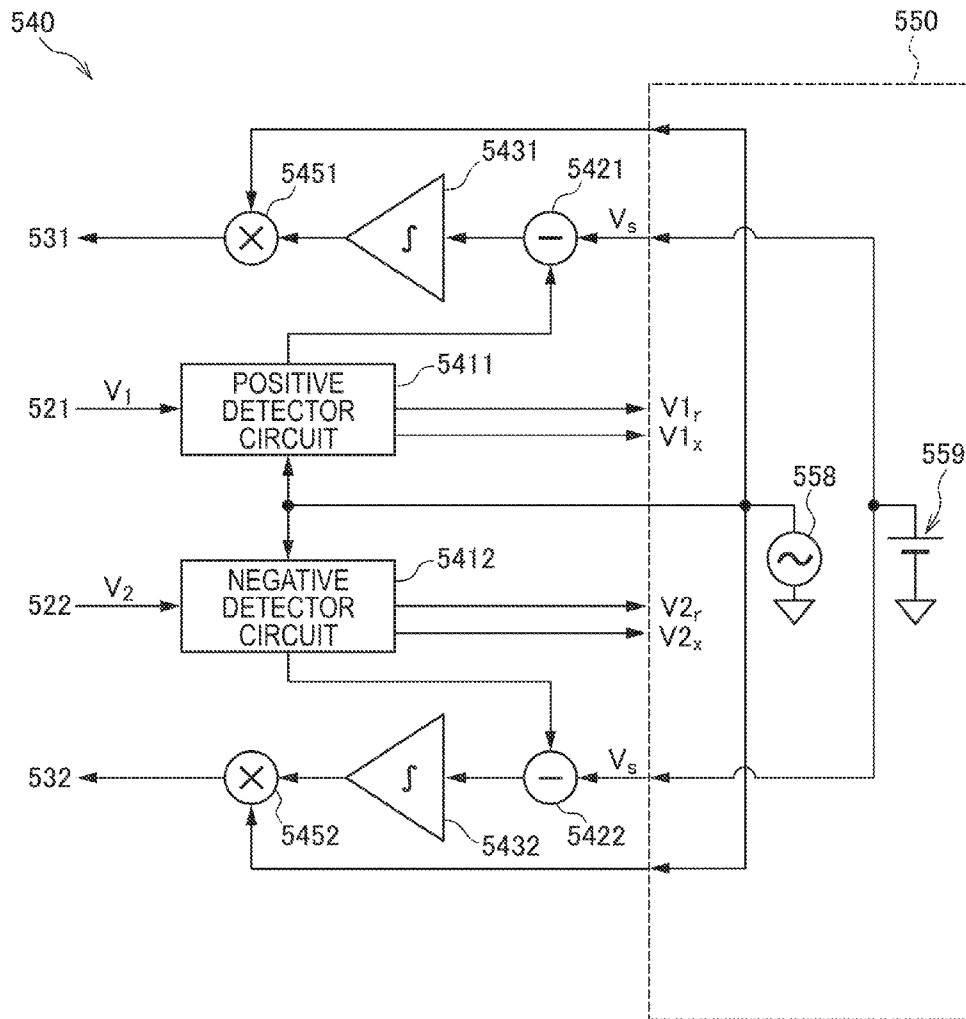 540
550
5451
5431
5421
531
×
∫
−
Vs
5411
521
V1
POSITIVE
DETECTOR
CIRCUIT
V1r
V1x
558
559
5412
522
V2
NEGATIVE
DETECTOR
CIRCUIT
V2r
V2x
532
×
∫
−
Vs
5452
5432
5422